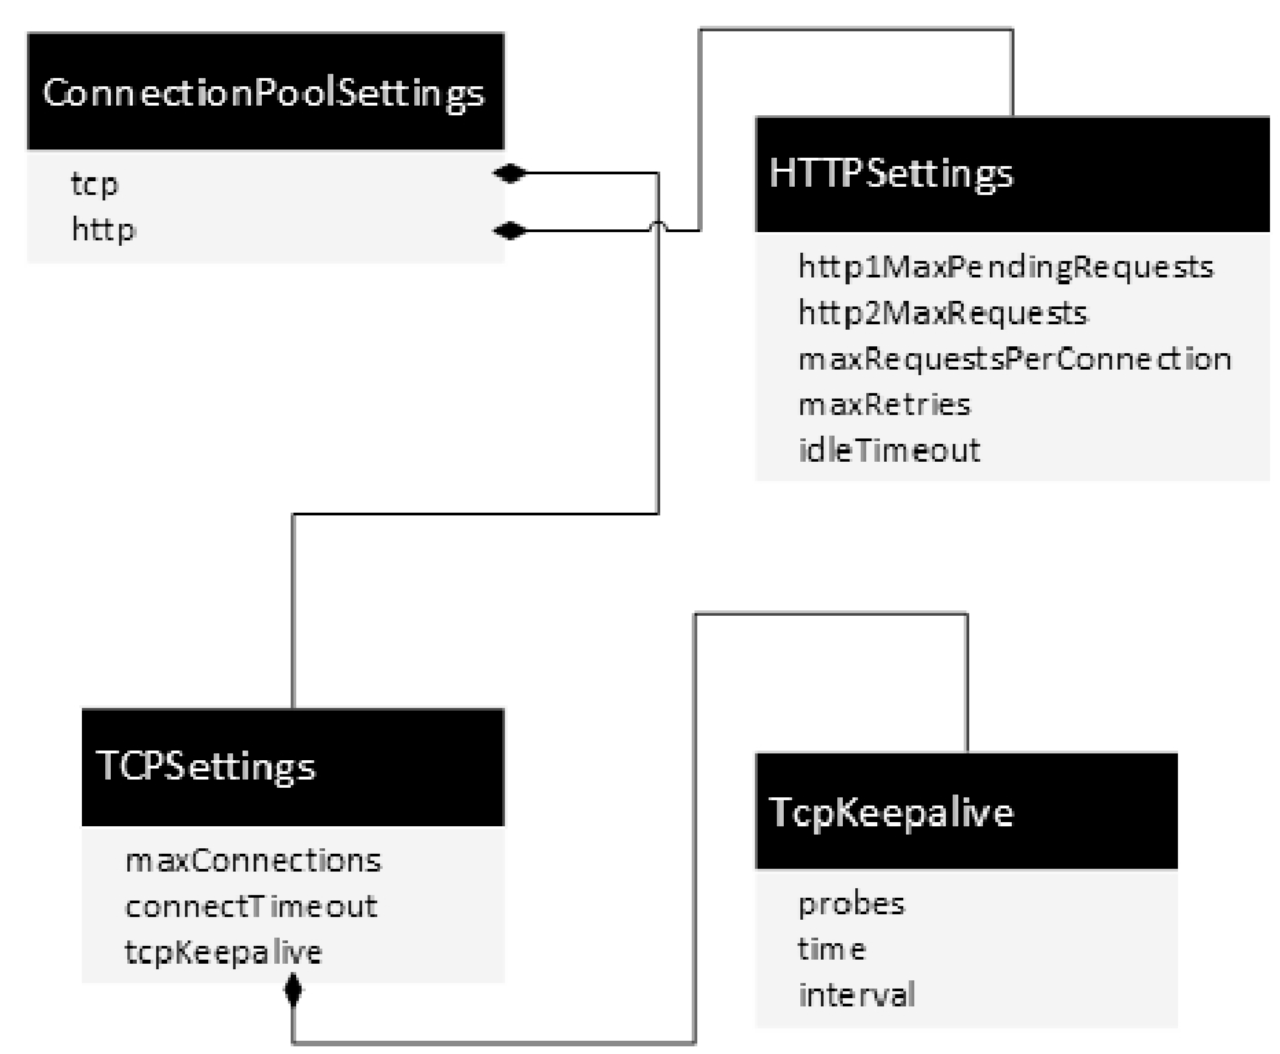 ConnectionPoolSettings
tcp
http
HTTPSettings
http1MaxPendingRequests
http2MaxRequests
maxRequestsPerConnection
maxRetries
idleTimeout
TCPSettings
maxConnections
connectTimeout
tcpKeepalive
TcpKeepalive
probes
time
interval